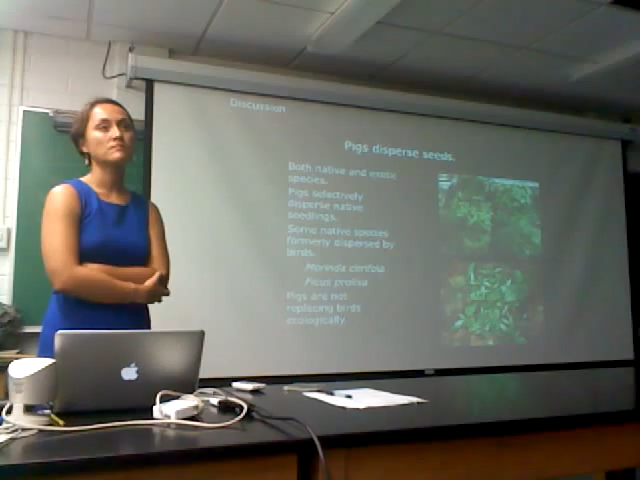 Discussion
Pigs disperse seeds.
Both native and exotic
species.
Pigs selectively
disperse native
seedlings.
Some native species
formerly dispersed by
birds.
Morinda citrifolia
Ficus prolixa
Pigs are not
replacing birds
ecologically.